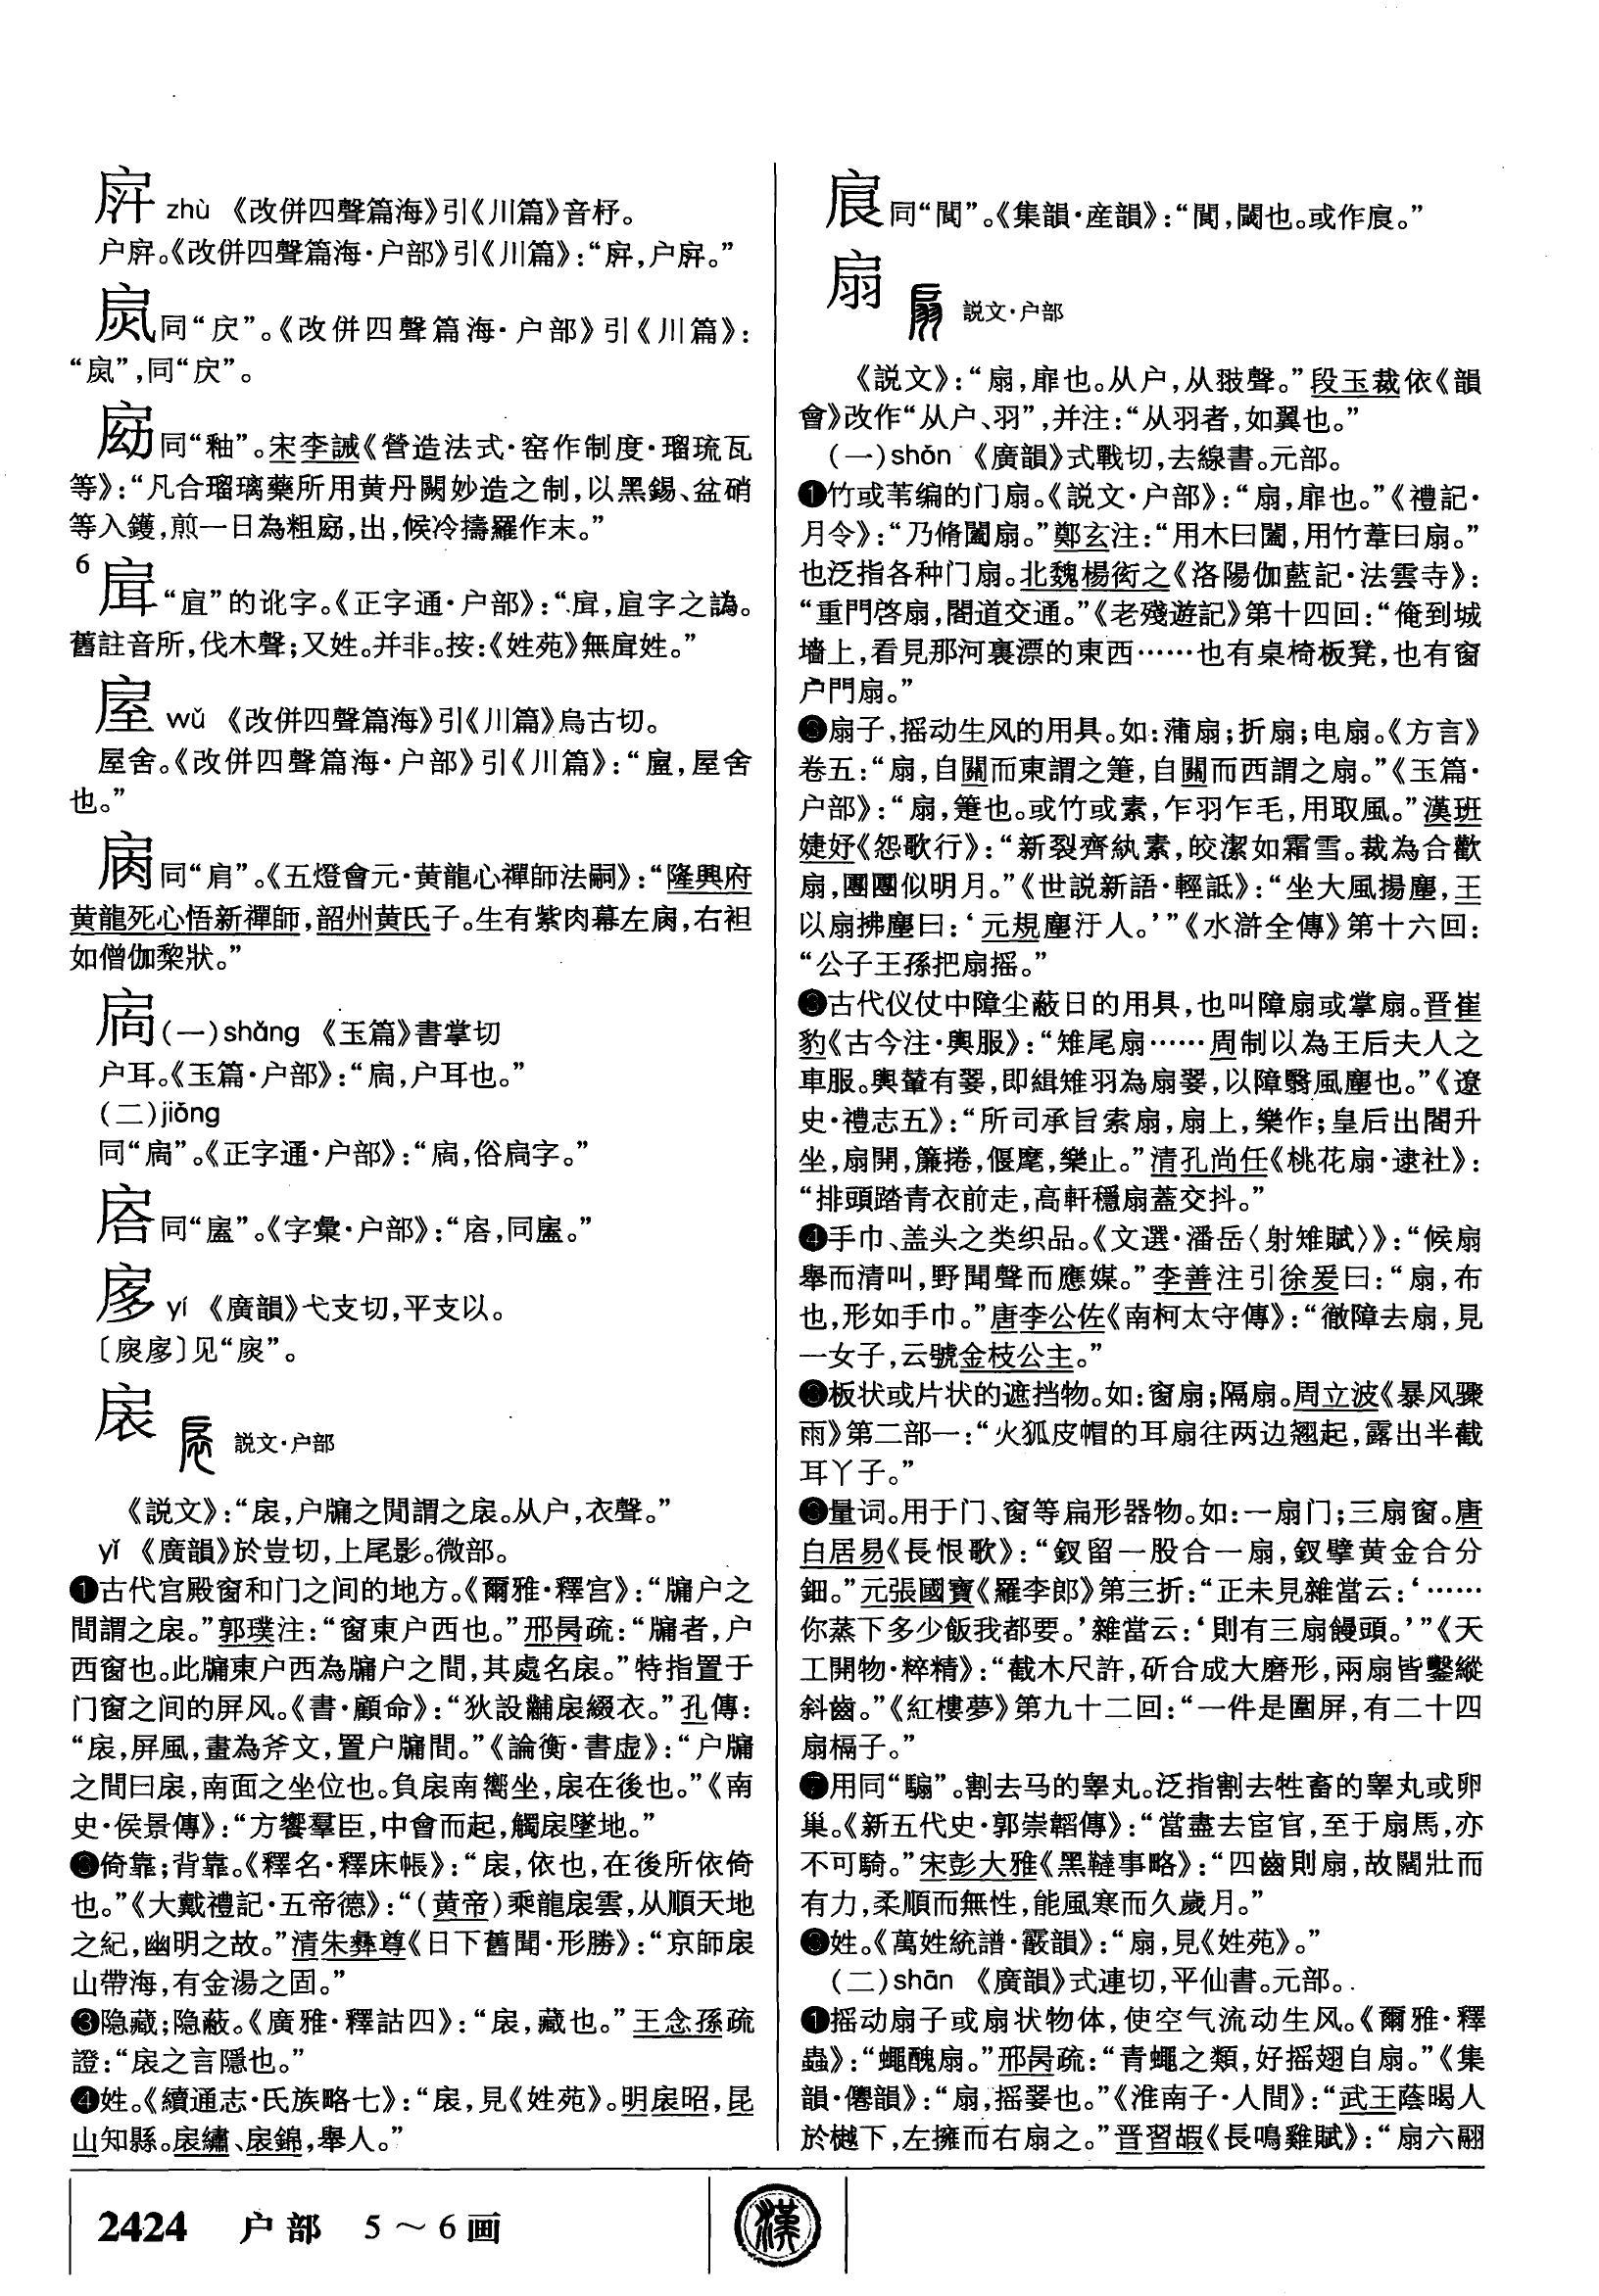 zhù 《改併四聲篇海》引《川篇》音杼。
户。《改併四聲篇海·户部》引《川篇》:“,户。”
同“戾”。《改併四聲篇海·户部》引《川篇》:
“”,同“戾”。
同“釉”。宋李誡《營造法式·窑作制度·瑠琉瓦
等》:“凡合瑠璃藥所用黄丹闕妙造之制,以黑錫、盆硝
等入鑊,煎一日為粗,出,候冷擣羅作末。”
6 “”的讹字。《正字通·户部》:“,字之譌。
舊註音所,伐木聲;又姓。并非。按:《姓苑》無姓。”
wǔ 《改併四聲篇海》引《川篇》烏古切。
屋舍。《改併四聲篇海·户部》引《川篇》:“,屋舍
也。”
同“肩”。《五燈會元·黄龍心禪師法嗣》:“隆興府
黄龍死心悟新禪師,韶州黄氏子。生有紫肉幕左,右袒
如僧伽黎狀。”
扄(一)shǎng 《玉篇》書掌切
户耳。《玉篇·户部》:“扄,户耳也。”
(二)jiōng
同“扃”。《正字通·户部》:“扄,俗扃字。”
同“”。《字彙·户部》:“,同。”
扅 yí 《廣韻》弋支切,平支以。
〔扊扅〕见“扊”。
扆 説文·户部
《説文》:“扆,户牖之閒謂之扆。从户,衣聲。”
yǐ 《廣韻》於豈切,上尾影。微部。
❶古代宫殿窗和门之间的地方。《爾雅·釋宫》:“牖户之
間謂之扆。”郭璞注:“窗東户西也。”邢昺疏:“牖者,户
西窗也。此牖東户西為牖户之間,其處名扆。”特指置于
门窗之间的屏风。《書·顧命》:“狄設黼扆綴衣。”孔傳:
“扆,屏風,畫為斧文,置户牖間。”《論衡·書虚》:“户牖
之間曰扆,南面之坐位也。負扆南嚮坐,扆在後也。”《南
史·侯景傳》:“方饗羣臣,中會而起,觸扆墜地。”
❷倚靠;背靠。《釋名·釋床帳》:“扆,依也,在後所依倚
也。”《大戴禮記·五帝德》:“(黄帝)乘龍扆雲,从順天地
之紀,幽明之故。”清朱彝尊《日下舊聞·形勝》:“京師扆
山帶海,有金湯之固。”
❸隐藏;隐蔽。《廣雅·釋詁四》:“扆,藏也。”王念孫疏
證:“扆之言隱也。”
❹姓。《續通志·氏族略七》:“扆,見《姓苑》。明扆昭,昆
山知縣。扆繡、扆錦,舉人。”
同“閬”。《集韻·産韻》:“閬,閾也。或作。”
扇 説文·户部
《説文》:“扇,扉也。从户,从翄聲。”段玉裁依《韻
會》改作“从户、羽”,并注:“从羽者,如翼也。”
(一)shàn 《廣韻》式戰切,去線書。元部。
❶竹或苇编的门扇。《説文·户部》:“扇,扉也。”《禮記·
月令》:“乃脩闔扇。”鄭玄注:“用木曰闔,用竹葦曰扇。”
也泛指各种门扇。北魏楊衒之《洛陽伽藍記·法雲寺》:
“重門啓扇,閣道交通。”《老殘遊記》第十四回:“俺到城
墻上,看見那河裏漂的東西……也有桌椅板凳,也有窗
户門扇。”
❷扇子,摇动生风的用具。如:蒲扇;折扇;电扇。《方言》
卷五:“扇,自關而東謂之箑,自關而西謂之扇。”《玉篇·
户部》:“扇,箑也。或竹或素,乍羽乍毛,用取風。”漢班
婕妤《怨歌行》:“新裂齊紈素,皎潔如霜雪。裁為合歡
扇,團團似明月。”《世説新語·輕詆》:“坐大風揚塵,王
以扇拂塵曰:‘元規塵汙人。’”《水滸全傳》第十六回:
“公子王孫把扇摇。”
❸古代仪仗中障尘蔽日的用具,也叫障扇或掌扇。晋崔
豹《古今注·輿服》:“雉尾扇……周制以為王后夫人之
車服。輿輦有翣,即緝雉羽為扇翣,以障翳風塵也。”《遼
史·禮志五》:“所司承旨索扇,扇上,樂作;皇后出閤升
坐,扇開,簾捲,偃麾,樂止。”清孔尚任《桃花扇·逮社》:
“排頭踏青衣前走,高軒穩扇蓋交抖。”
❹手巾、盖头之类织品。《文選·潘岳〈射雉賦〉》:“候扇
舉而清叫,野聞聲而應媒。”李善注引徐爰曰:“扇,布
也,形如手巾。”唐李公佐《南柯太守傳》:“徹障去扇,見
一女子,云號金枝公主。”
❺板状或片状的遮挡物。如:窗扇;隔扇。周立波《暴风骤
雨》第二部一:“火狐皮帽的耳扇往两边翘起,露出半截
耳丫子。”
❻量词。用于门、窗等扁形器物。如:一扇门;三扇窗。唐
白居易《長恨歌》:“釵留一股合一扇,釵擘黄金合分
鈿。”元張國寶《羅李郎》第三折:“正未見雜當云:‘……
你蒸下多少飯我都要。’雜當云:‘則有三扇饅頭。’”《天
工開物·粹精》:“截木尺許,斫合成大磨形,兩扇皆鑿縱
斜齒。”《紅樓夢》第九十二回:“一件是圍屏,有二十四
扇槅子。”
❼用同“騸”。割去马的睾丸。泛指割去牲畜的睾丸或卵
巢。《新五代史·郭崇韜傳》:“當盡去宦官,至于扇馬,亦
不可騎。”宋彭大雅《黑韃事略》:“四齒則扇,故闊壯而
有力,柔順而無性,能風寒而久歲月。”
❽姓。《萬姓統譜·霰韻》:“扇,見《姓苑》。”
(二)shān 《廣韻》式連切,平仙書。元部。
❶摇动扇子或扇状物体,使空气流动生风。《爾雅·釋
蟲》:“蠅醜扇。”邢昺疏:“青蠅之類,好摇翅自扇。”《集
韻·僊韻》:“扇,摇翣也。”《淮南子·人間》:“武王蔭暍人
於樾下,左擁而右扇之。”晋習嘏《長鳴雞賦》:“扇六翮
2424 户部 5～6画
漢